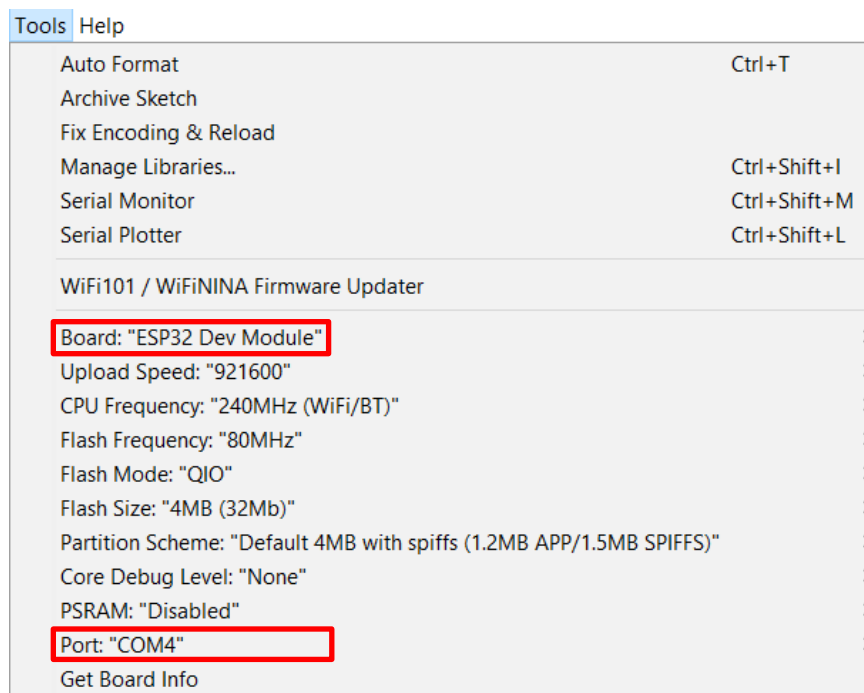 Tools Help
Auto Format Ctrl+T
Archive Sketch
Fix Encoding & Reload
Manage Libraries... Ctrl+Shift+I
Serial Monitor Ctrl+Shift+M
Serial Plotter Ctrl+Shift+L
WiFi101 / WiFiNINA Firmware Updater
Board: "ESP32 Dev Module"
Upload Speed: "921600"
CPU Frequency: "240MHz (WiFi/BT)"
Flash Frequency: "80MHz"
Flash Mode: "QIO"
Flash Size: "4MB (32Mb)"
Partition Scheme: "Default 4MB with spiffs (1.2MB APP/1.5MB SPIFFS)"
Core Debug Level: "None"
PSRAM: "Disabled"
Port: "COM4"
Get Board Info